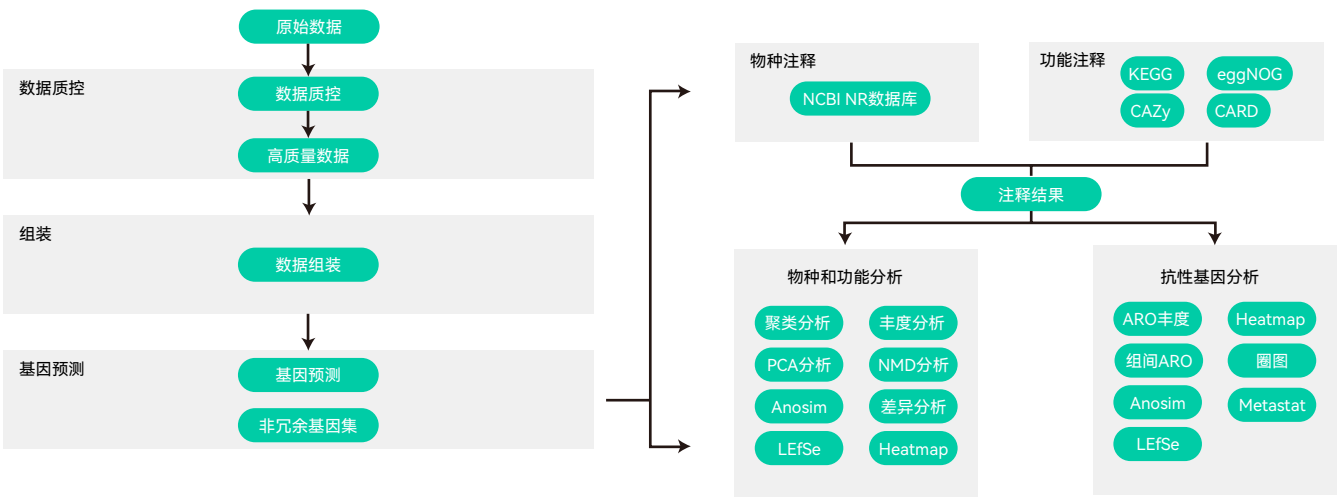 原始数据
数据质控
数据质控
高质量数据
组装
数据组装
基因预测
基因预测
非冗余基因集
物种注释
NCBI NR数据库
功能注释
KEGG
eggNOG
CAZy
CARD
注释结果
物种和功能分析
聚类分析
丰度分析
PCA分析
NMD分析
Anosim
差异分析
LEfSe
Heatmap
抗性基因分析
ARO丰度
Heatmap
组间ARO
圈图
Anosim
Metastat
LEfSe